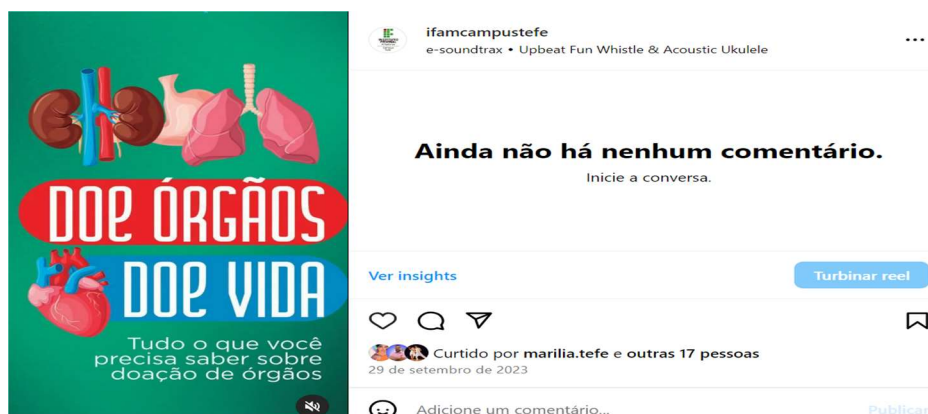 DOE ÓRGÃOS
DOE VIDA
Tudo o que você
precisa saber sobre
doação de órgãos
ifamcampustefe
e-soundtrax • Upbeat Fun Whistle & Acoustic Ukulele
Ainda não há nenhum comentário.
Inicie a conversa.
Ver insights
Turbinar reel
Curtido por marilia.tefe e outras 17 pessoas
29 de setembro de 2023
Adicione um comentário...
Publicar